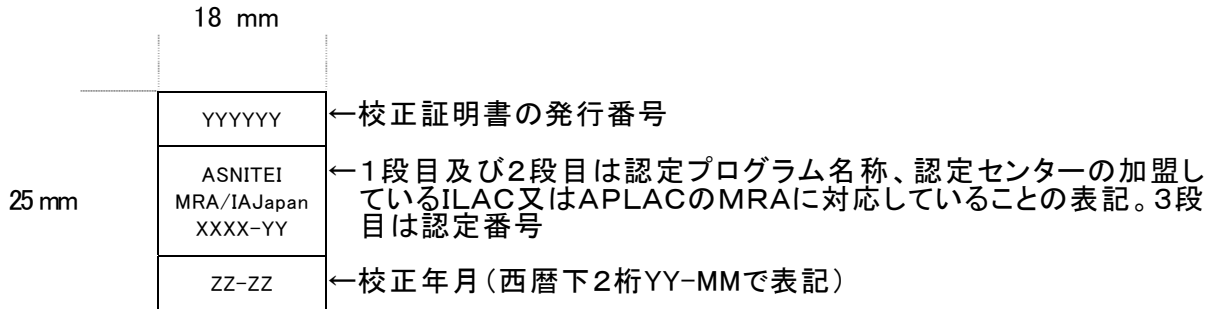 18 mm
YYYYYY
←校正証明書の発行番号
25 mm
ASNITEI
MRA/IAJapan
XXXX-YY
←1段目及び2段目は認定プログラム名称、認定センターの加盟し
ているILAC又はAPLACのMRAに対応していることの表記。3段
目は認定番号
ZZ-ZZ
←校正年月(西暦下2桁YY-MMで表記)